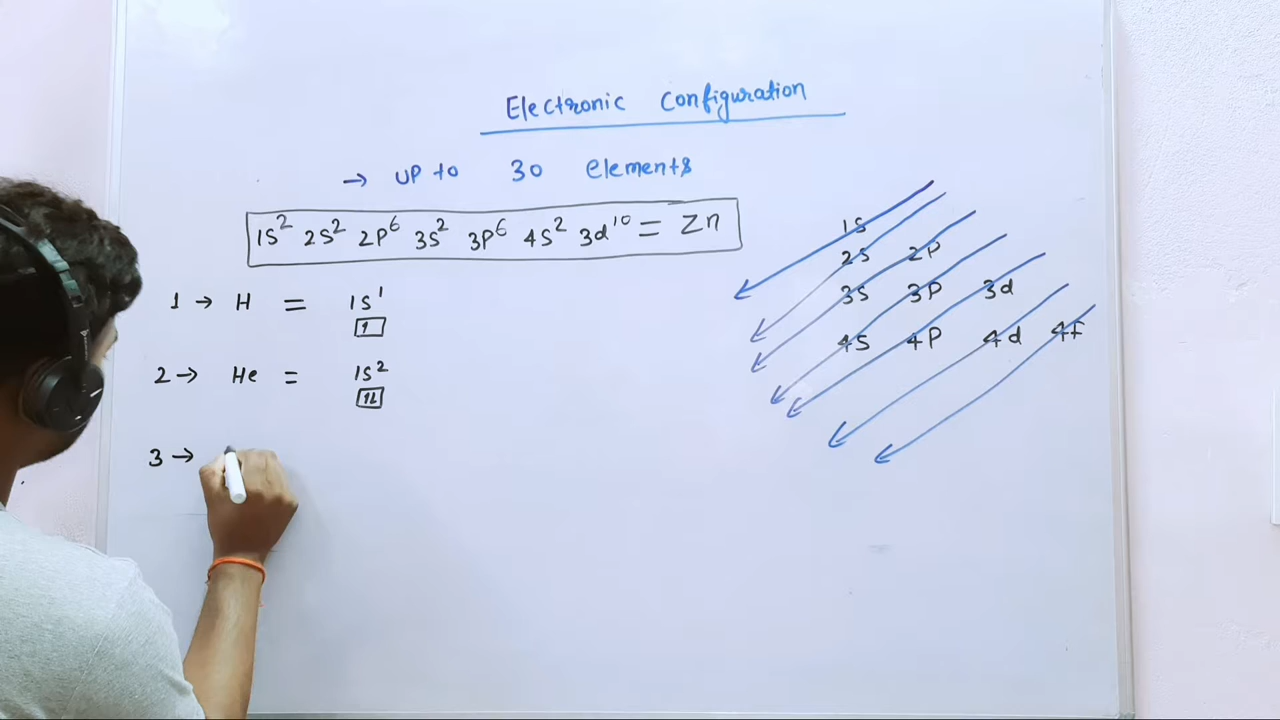 Electronic Configuration
→ UP to 30 elements
1S² 2S² 2P⁶ 3S² 3P⁶ 4S² 3d¹⁰ = Zn
1 → H = 1S¹
1
2 → He = 1S²
1L
3 →
1S
2S 2P
3S 3P 3d
4S 4P 4d 4f